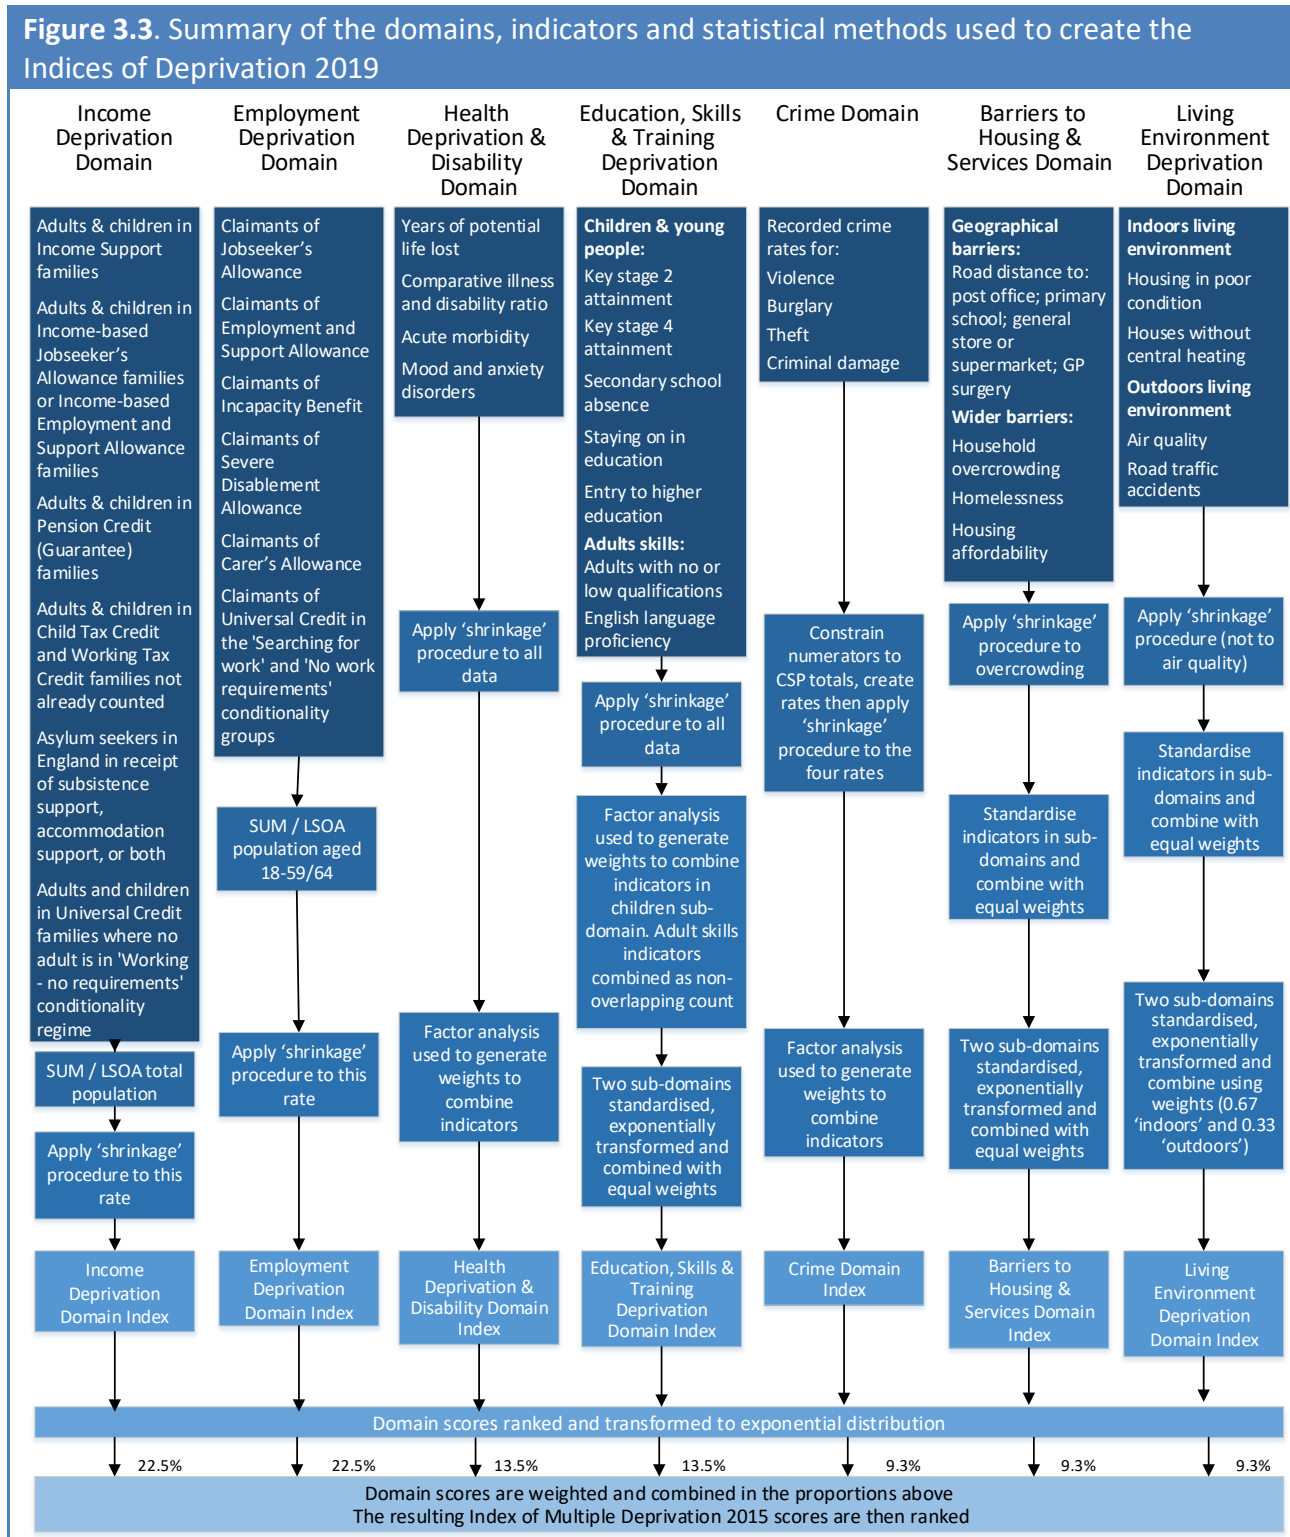 Figure 3.3. Summary of the domains, indicators and statistical methods used to create the
Indices of Deprivation 2019
Income
Deprivation
Domain
Employment
Deprivation
Domain
Health
Deprivation &
Disability
Domain
Education, Skills
& Training
Deprivation
Domain
Crime Domain
Barriers to
Housing &
Services Domain
Living
Environment
Deprivation
Domain
Adults & children in
Income Support
families
Adults & children in
Income-based
Jobseeker’s
Allowance families
or Income-based
Employment and
Support Allowance
families
Adults & children in
Pension Credit
(Guarantee)
families
Adults & children in
Child Tax Credit
and Working Tax
Credit families not
already counted
Asylum seekers in
England in receipt
of subsistence
support,
accommodation
support, or both
Adults and children
in Universal Credit
families where no
adult is in 'Working
- no requirements'
conditionality
regime
SUM / LSOA total
population
Apply ‘shrinkage’
procedure to this
rate
Income
Deprivation
Domain Index
Claimants of
Jobseeker’s
Allowance
Claimants of
Employment and
Support Allowance
Claimants of
Incapacity Benefit
Claimants of
Severe
Disablement
Allowance
Claimants of
Carer’s Allowance
Claimants of
Universal Credit in
the 'Searching for
work' and 'No work
requirements'
conditionality
groups
SUM / LSOA
population aged
18-59/64
Apply ‘shrinkage’
procedure to this
rate
Employment
Deprivation
Domain Index
Years of potential
life lost
Comparative illness
and disability ratio
Acute morbidity
Mood and anxiety
disorders
Apply ‘shrinkage’
procedure to all
data
Factor analysis
used to generate
weights to
combine
indicators
Health
Deprivation &
Disability Domain
Index
Children & young
people:
Key stage 2
attainment
Key stage 4
attainment
Secondary school
absence
Staying on in
education
Entry to higher
education
Adults skills:
Adults with no or
low qualifications
English language
proficiency
Apply ‘shrinkage’
procedure to all
data
Factor analysis
used to generate
weights to combine
indicators in
children sub-
domain. Adult skills
indicators
combined as non-
overlapping count
Two sub-domains
standardised,
exponentially
transformed and
combined with
equal weights
Education, Skills &
Training
Deprivation
Domain Index
Recorded crime
rates for:
Violence
Burglary
Theft
Criminal damage
Constrain
numerators to
CSP totals, create
rates then apply
‘shrinkage’
procedure to the
four rates
Factor analysis
used to generate
weights to
combine
indicators
Crime Domain
Index
Geographical
barriers:
Road distance to:
post office; primary
school; general
store or
supermarket; GP
surgery
Wider barriers:
Household
overcrowding
Homelessness
Housing
affordability
Apply ‘shrinkage’
procedure to
overcrowding
Standardise
indicators in sub-
domains and
combine with
equal weights
Two sub-domains
standardised,
exponentially
transformed and
combined with
equal weights
Barriers to
Housing &
Services Domain
Index
Indoors living
environment
Housing in poor
condition
Houses without
central heating
Outdoors living
environment
Air quality
Road traffic
accidents
Apply ‘shrinkage’
procedure (not to
air quality)
Standardise
indicators in sub-
domains and
combine with
equal weights
Two sub-domains
standardised,
exponentially
transformed and
combine using
weights (0.67
‘indoors’ and 0.33
‘outdoors’)
Living
Environment
Deprivation
Domain Index
Domain scores ranked and transformed to exponential distribution
22.5%
22.5%
13.5%
13.5%
9.3%
9.3%
9.3%
Domain scores are weighted and combined in the proportions above
The resulting Index of Multiple Deprivation 2015 scores are then ranked